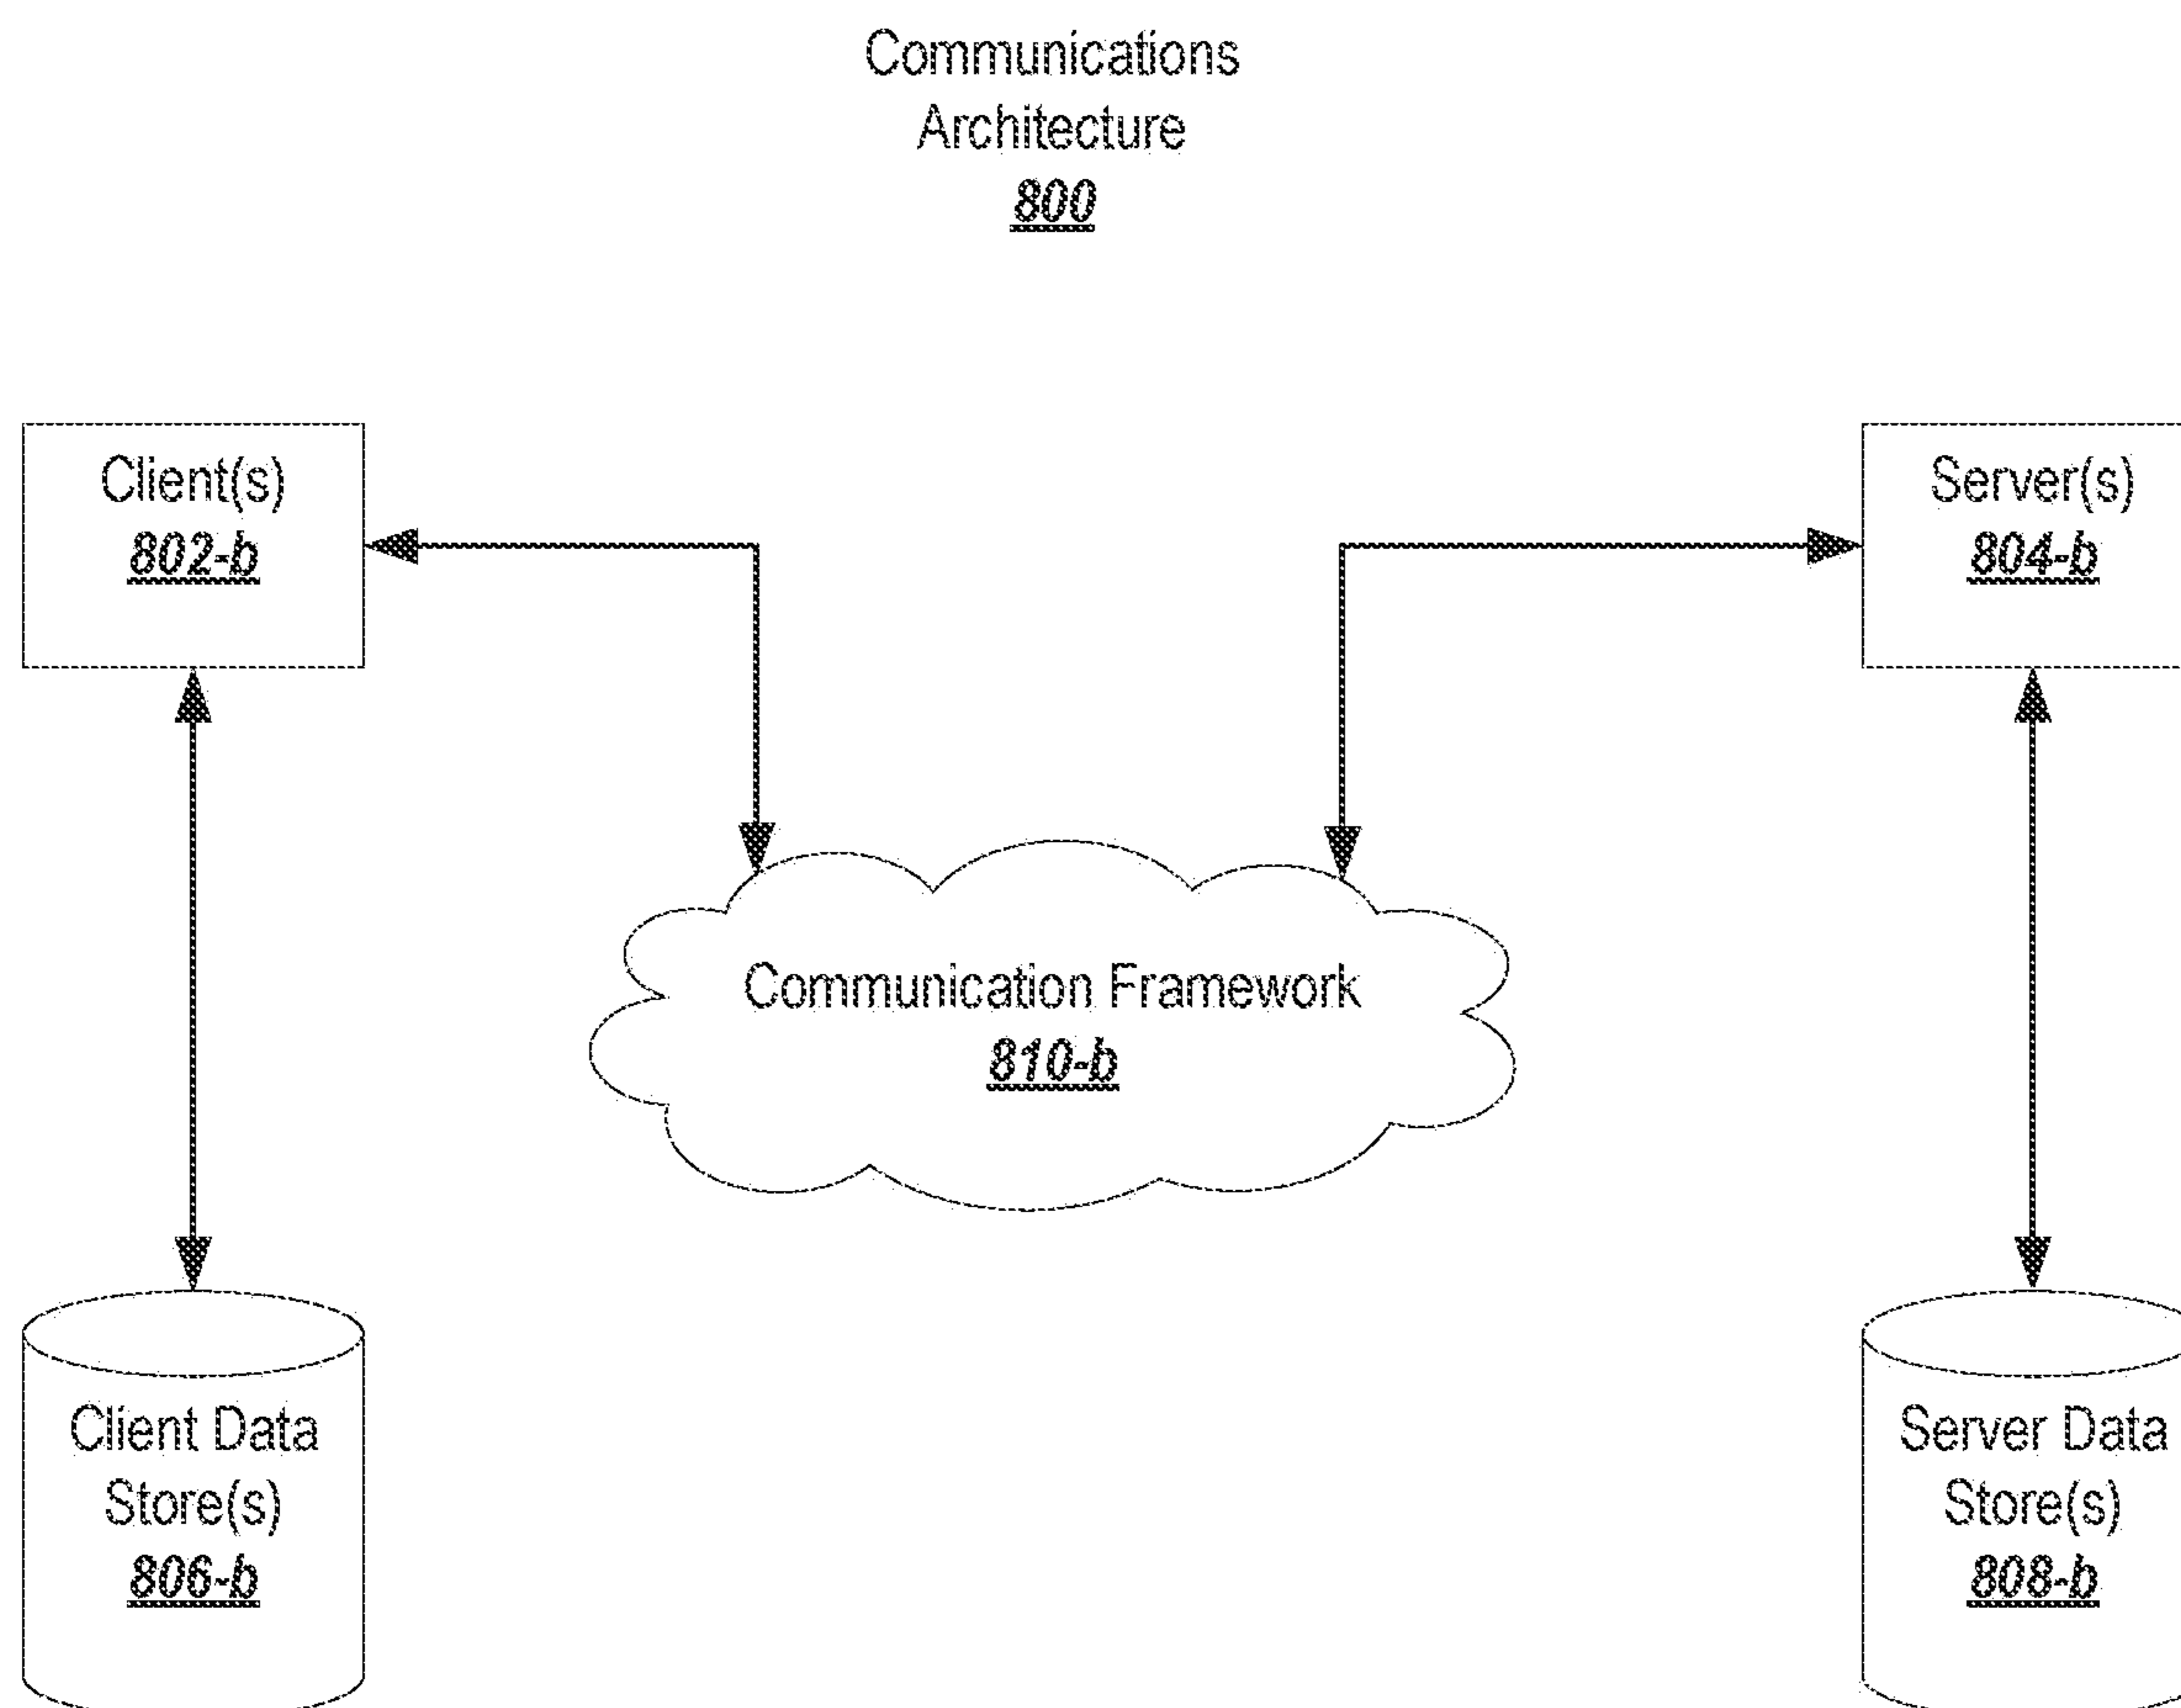 Communications
Architecture
800
Client(s)
802-b
Server(s)
804-b
Communication Framework
810-b
Client Data
Store(s)
806-b
Server Data
Store(s)
808-b